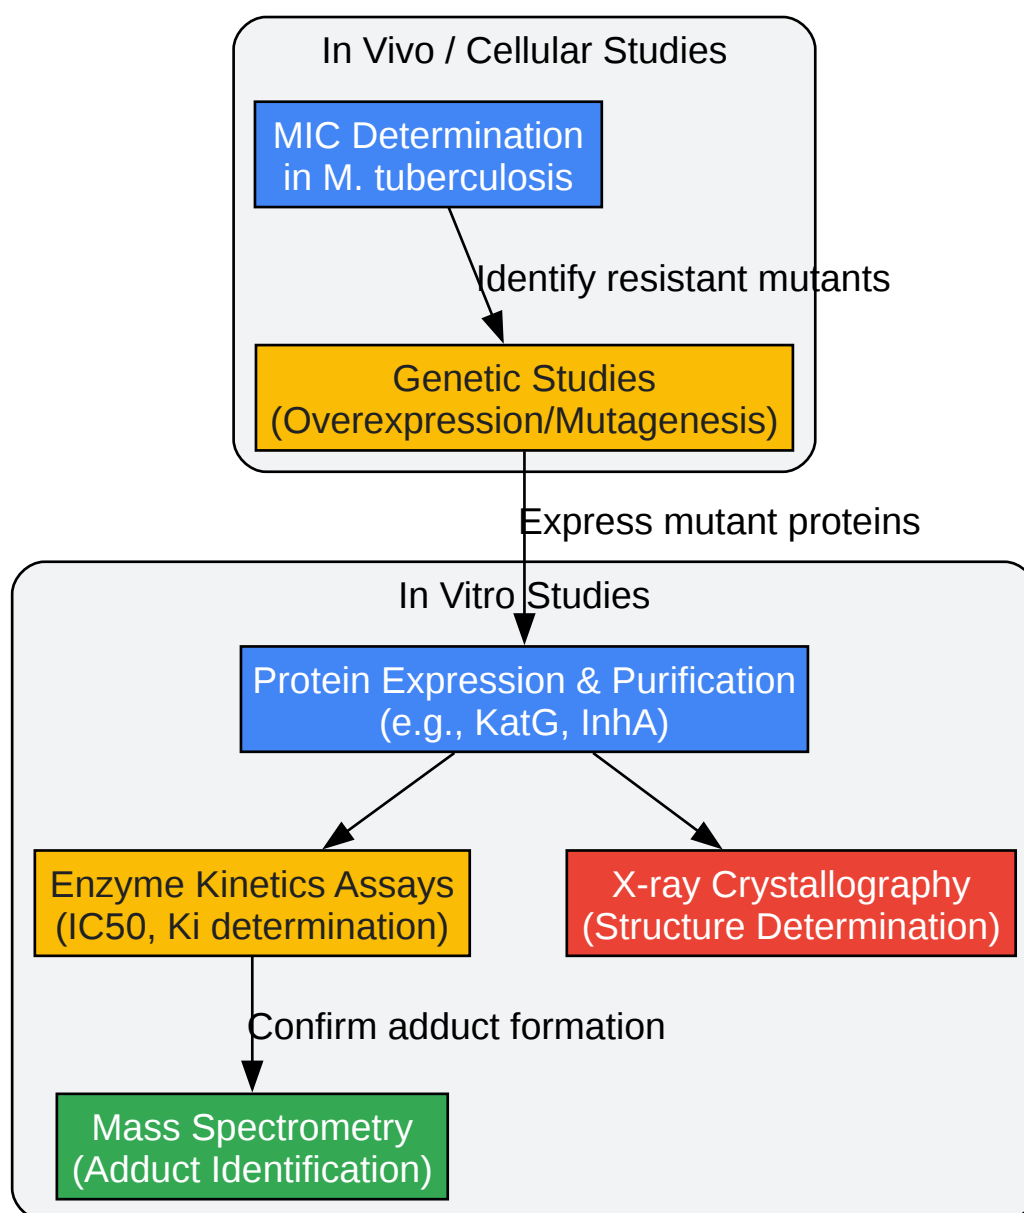 In Vivo / Cellular Studies
MIC Determination
in M. tuberculosis
Identify resistant mutants
Genetic Studies
(Overexpression/Mutagenesis)
Express mutant proteins
In Vitro Studies
Protein Expression & Purification
(e.g., KatG, InhA)
Enzyme Kinetics Assays
(IC50, Ki determination)
X-ray Crystallography
(Structure Determination)
Confirm adduct formation
Mass Spectrometry
(Adduct Identification)